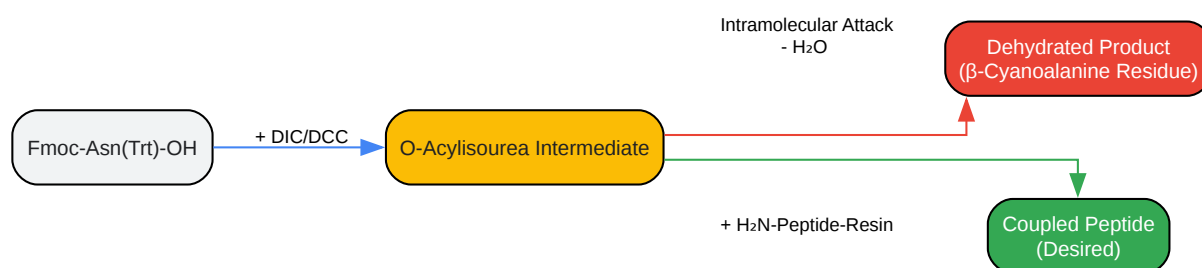 Fmoc-Asn(Trt)-OH
+ DIC/DCC
O-Acylisourea Intermediate
Intramolecular Attack
- H₂O
Dehydrated Product
(β-Cyanoalanine Residue)
+ H₂N-Peptide-Resin
Coupled Peptide
(Desired)